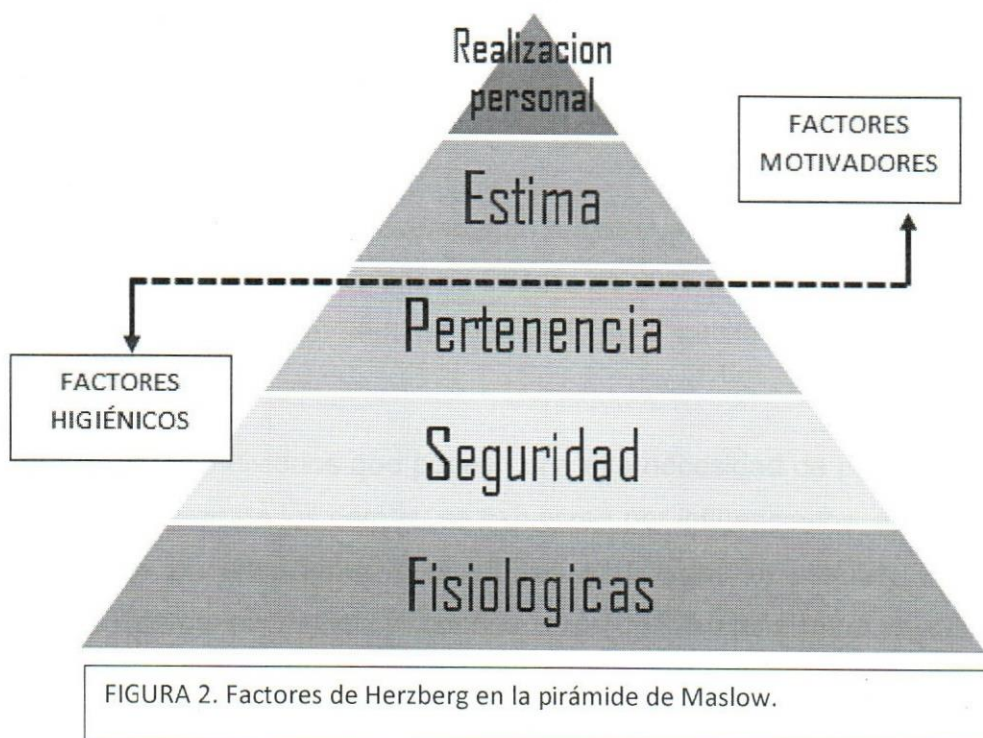 Realizacion
personal
FACTORES
MOTIVADORES
Estima
Pertenencia
FACTORES
HIGIÉNICOS
Seguridad
Fisiologicas
FIGURA 2. Factores de Herzberg en la pirámide de Maslow.